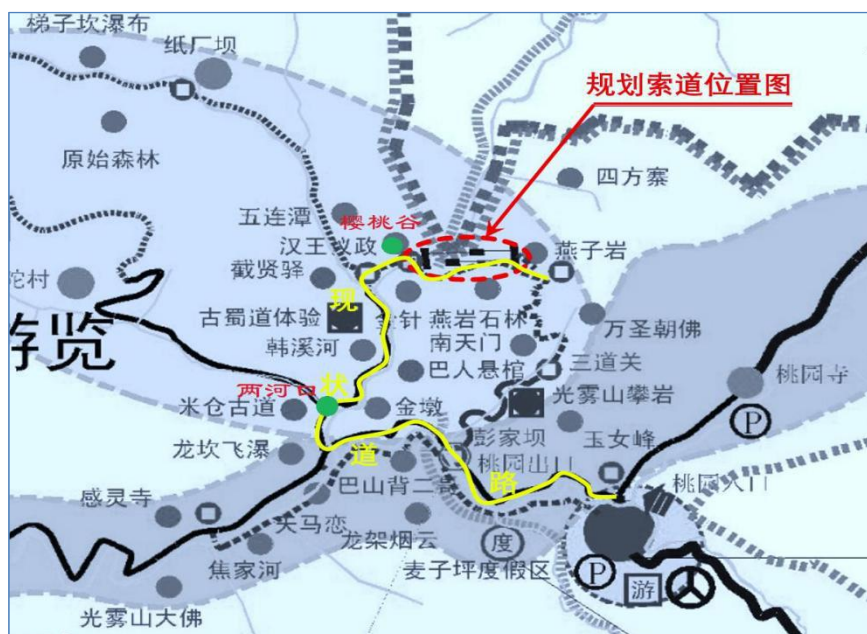 梯子坎瀑布
纸厂坝
规划索道位置图
原始森林
四方寨
五连潭
樱桃谷
汉王议政
燕子岩
截贤驿
坨村
现
古蜀道体验
金针
燕岩石林
万圣朝佛
游览
韩溪河
南天门
三道关
桃园寺
巴人悬棺
两河口
状
光雾山攀岩
米仓古道
金墩
P
彭家坝
玉女峰
龙坎飞瀑
道
桃园出口
路
桃园入口
感灵寺
巴山背二哥
天马恋
龙架烟云
度
焦家河
麦子坪度假区
P
游
光雾山大佛